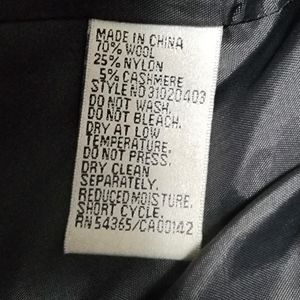 MADE IN CHINA
70% WOOL
25% NYLON
5% CASHMERE
STYLE NO 31020403
DO NOT WASH.
DO NOT BLEACH.
DRY AT LOW
TEMPERATURE.
DO NOT PRESS.
DRY CLEAN
SEPARATELY.
REDUCED MOISTURE,
SHORT CYCLE.
RN 54365/CA00142